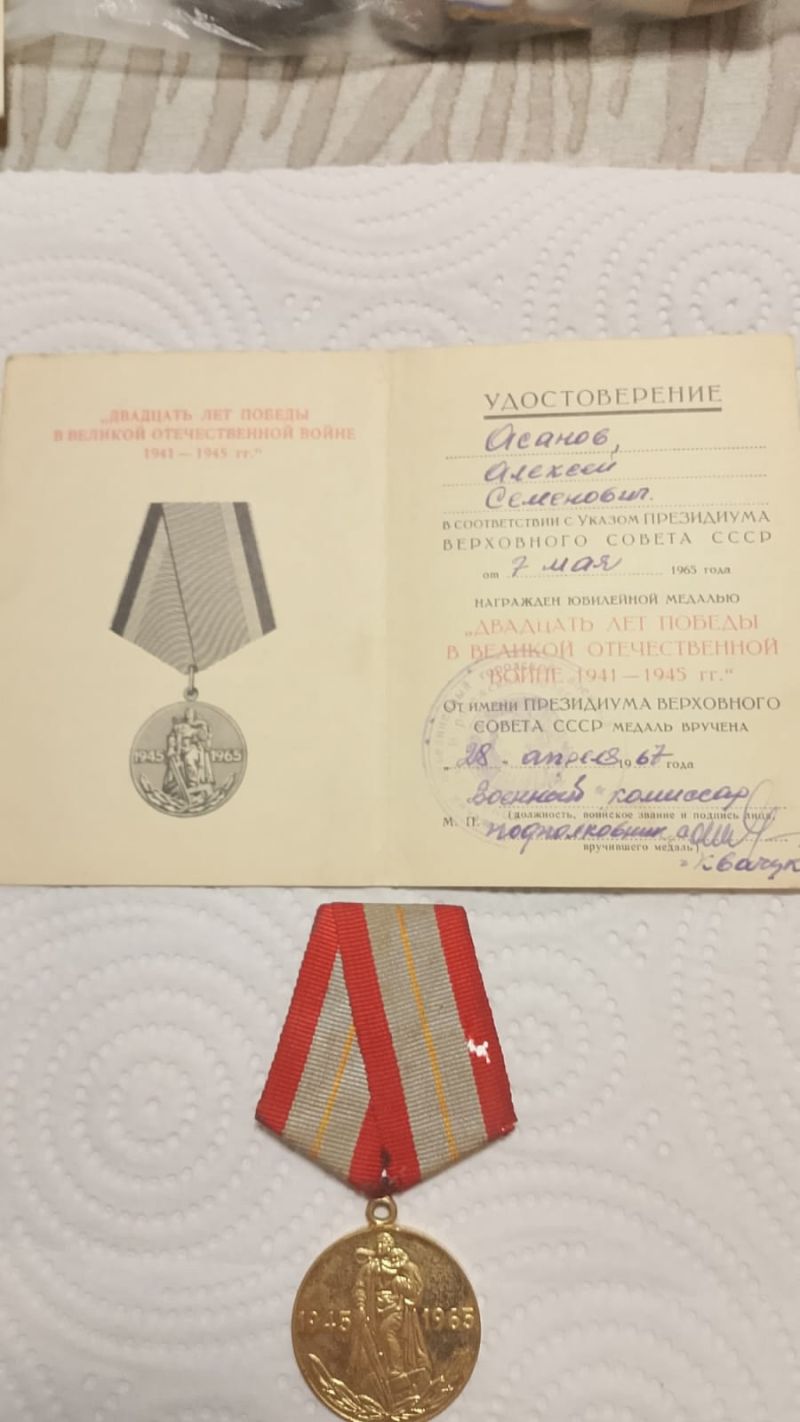 „ДВАДЦАТЬ ЛЕТ ПОБЕДЫ
В ВЕЛИКОЙ ОТЕЧЕСТВЕННОЙ ВОЙНЕ
1941 — 1945 гг.“
1945 1965
УДОСТОВЕРЕНИЕ
Асанов,
Алексей
Семенович.
В СООТВЕТСТВИИ С УКАЗОМ ПРЕЗИДИУМА
ВЕРХОВНОГО СОВЕТА СССР
от 7 мая 1965 года
НАГРАЖДЕН ЮБИЛЕЙНОЙ МЕДАЛЬЮ
„ДВАДЦАТЬ ЛЕТ ПОБЕДЫ
В ВЕЛИКОЙ ОТЕЧЕСТВЕННОЙ
ВОЙНЕ 1941 — 1945 гг.“
От имени ПРЕЗИДИУМА ВЕРХОВНОГО
СОВЕТА СССР МЕДАЛЬ ВРУЧЕНА
„28“ апреля 1967 года
Военный комиссар
(должность, воинское звание и подпись лица,
М. П. подполковник
вручившего медаль)
Квачук
1945 1965